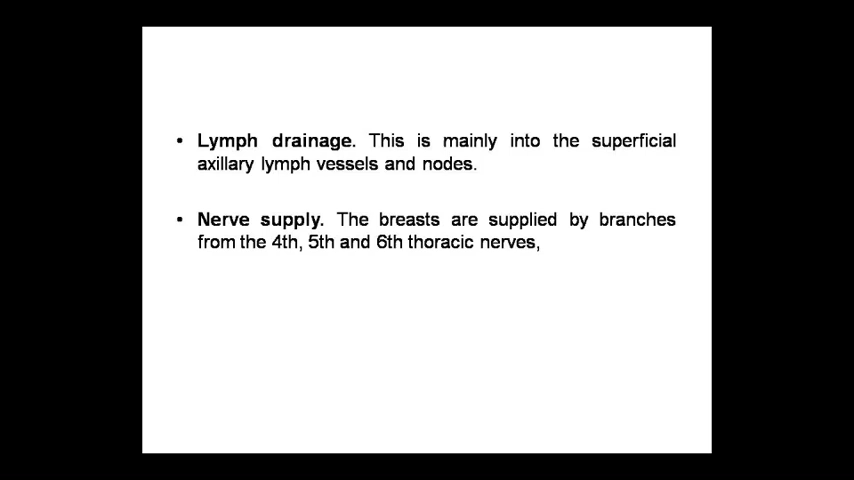 • Lymph drainage. This is mainly into the superficial
axillary lymph vessels and nodes.
• Nerve supply. The breasts are supplied by branches
from the 4th, 5th and 6th thoracic nerves,